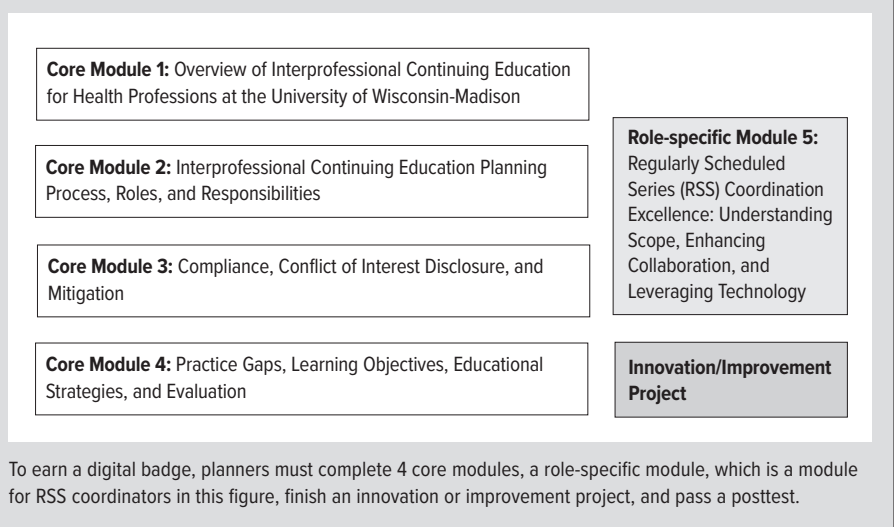 Core Module 1: Overview of Interprofessional Continuing Education
for Health Professions at the University of Wisconsin-Madison
Core Module 2: Interprofessional Continuing Education Planning
Process, Roles, and Responsibilities
Core Module 3: Compliance, Conflict of Interest Disclosure, and
Mitigation
Core Module 4: Practice Gaps, Learning Objectives, Educational
Strategies, and Evaluation
Role-specific Module 5:
Regularly Scheduled
Series (RSS) Coordination
Excellence: Understanding
Scope, Enhancing
Collaboration, and
Leveraging Technology
Innovation/Improvement
Project
To earn a digital badge, planners must complete 4 core modules, a role-specific module, which is a module
for RSS coordinators in this figure, finish an innovation or improvement project, and pass a posttest.